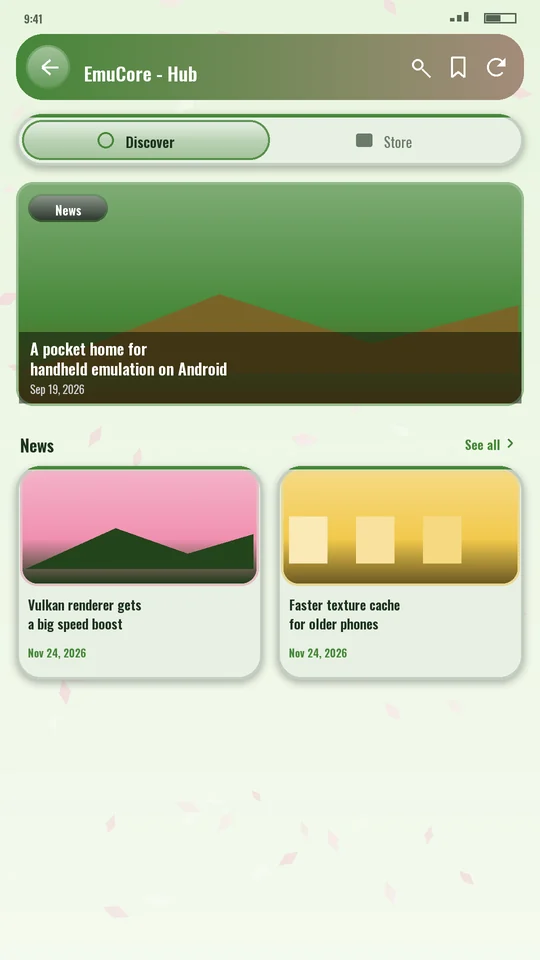 9:41
EmuCore - Hub
Discover
Store
News
A pocket home for
handheld emulation on Android
Sep 19, 2026
News
See all
Vulkan renderer gets
a big speed boost
Nov 24, 2026
Faster texture cache
for older phones
Nov 24, 2026